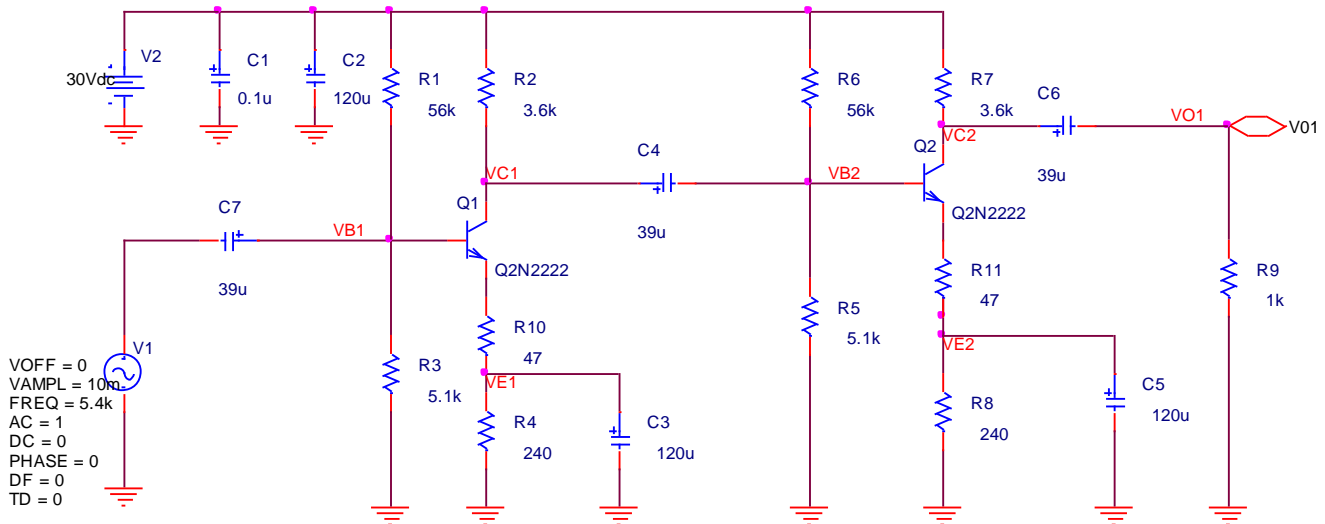 V2
30Vdc
C1
0.1u
C2
120u
R1
56k
R2
3.6k
R6
56k
R7
3.6k
C6
39u
VO1
V01
VC2
Q2
Q2N2222
C4
39u
VC1
VB2
Q1
Q2N2222
C7
39u
VB1
R11
47
R9
1k
R5
5.1k
R10
47
VE2
V1
VOFF = 0
VAMPL = 10m
FREQ = 5.4k
AC = 1
DC = 0
PHASE = 0
DF = 0
TD = 0
R3
5.1k
VE1
R4
240
C3
120u
R8
240
C5
120u